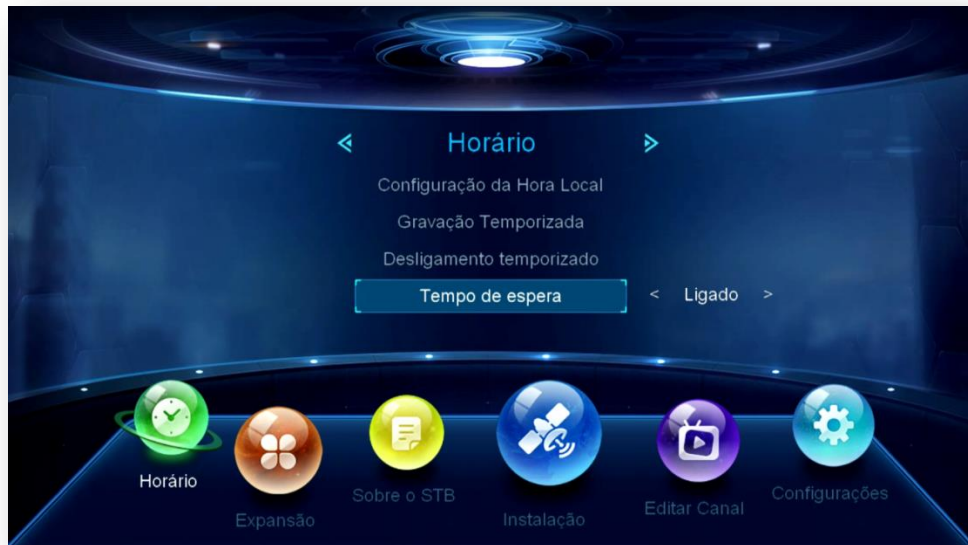 Horário
Configuração da Hora Local
Gravação Temporizada
Desligamento temporizado
Tempo de espera < Ligado >
Horário
Expansão
Sobre o STB
Instalação
Editar Canal
Configurações